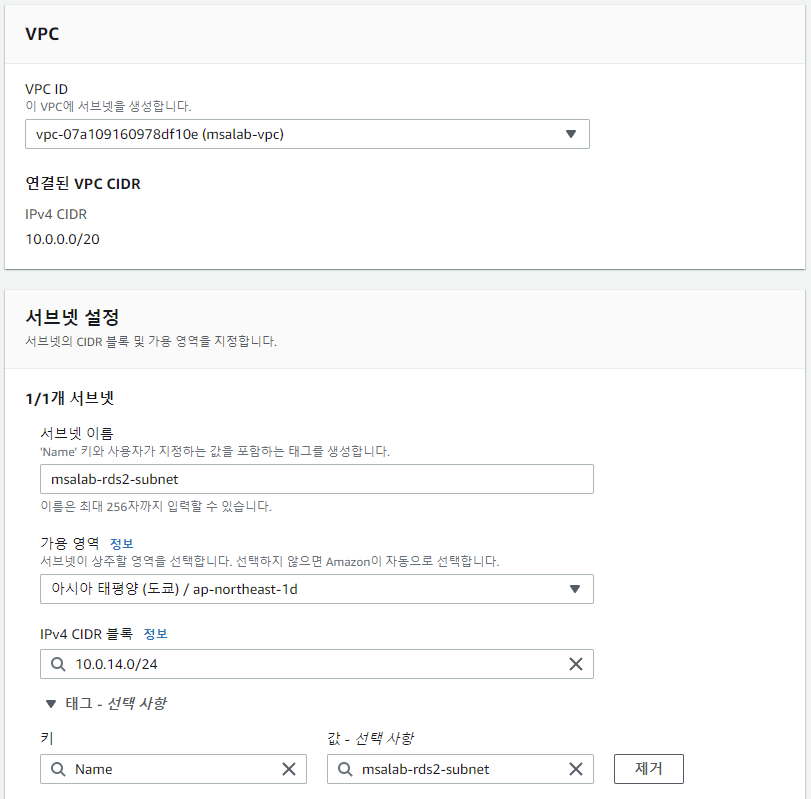 VPC
VPC ID
이 VPC에 서브넷을 생성합니다.
vpc-07a109160978df10e (msalab-vpc)
연결된 VPC CIDR
IPv4 CIDR
10.0.0.0/20
서브넷 설정
서브넷의 CIDR 블록 및 가용 영역을 지정합니다.
1/1개 서브넷
서브넷 이름
'Name' 키와 사용자가 지정하는 값을 포함하는 태그를 생성합니다.
msalab-rds2-subnet
이름은 최대 256자까지 입력할 수 있습니다.
가용 영역 정보
서브넷이 상주할 영역을 선택합니다. 선택하지 않으면 Amazon이 자동으로 선택합니다.
아시아 태평양 (도쿄) / ap-northeast-1d
IPv4 CIDR 블록 정보
10.0.14.0/24
태그 - 선택 사항
키 값 - 선택 사항
Name msalab-rds2-subnet 제거